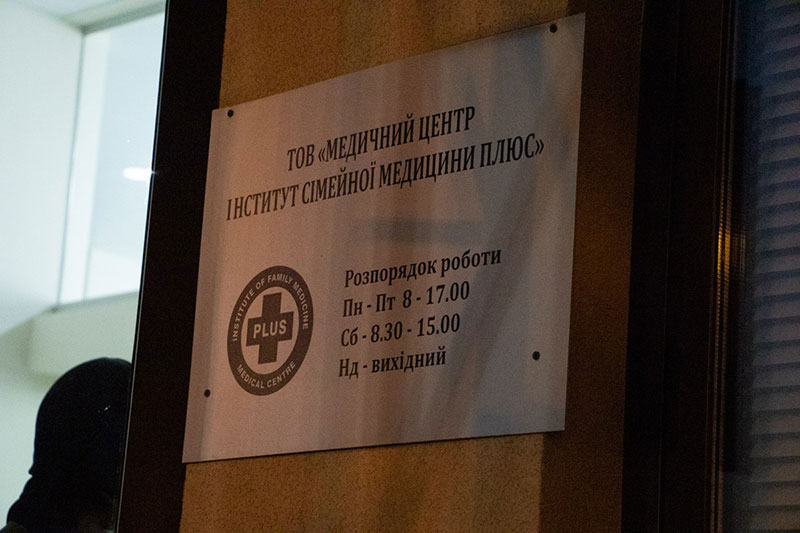 ТОВ «МЕДИЧНИЙ ЦЕНТР
ІНСТИТУТ СІМЕЙНОЇ МЕДИЦИНИ ПЛЮС»
Розпорядок роботи
Пн - Пт 8 - 17.00
Сб - 8.30 - 15.00
Нд - вихідний
INSTITUTE OF FAMILY MEDICINE
PLUS
MEDICAL CENTRE